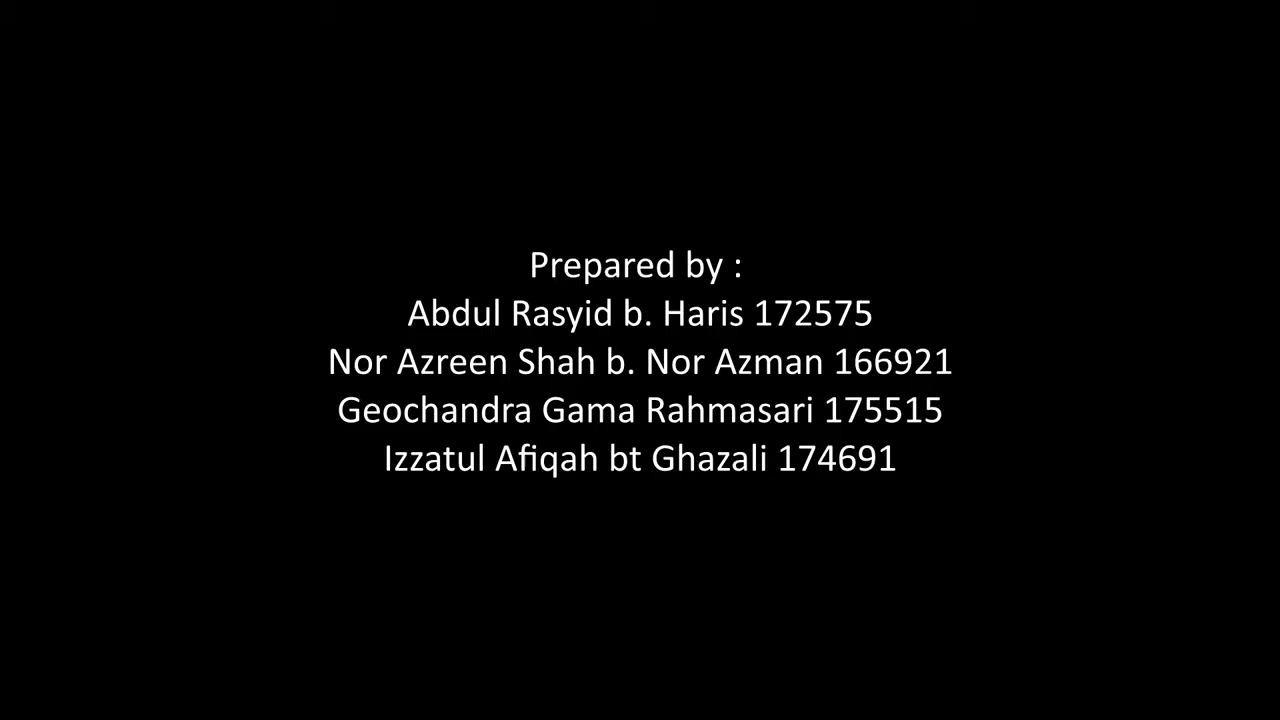 Prepared by :
Abdul Rasyid b. Haris 172575
Nor Azreen Shah b. Nor Azman 166921
Geochandra Gama Rahmasari 175515
Izzatul Afiqah bt Ghazali 174691